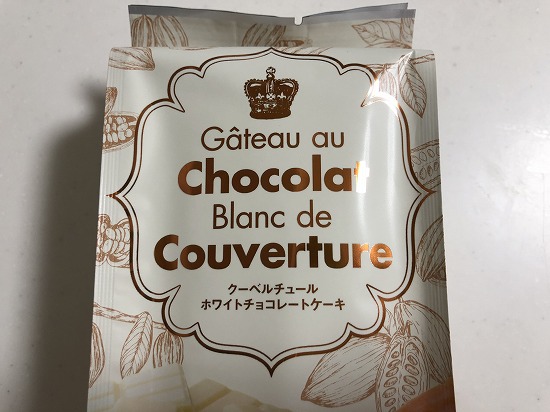 Gâteau au
Chocolat
Blanc de
Couverture
クーベルチュール
ホワイトチョコレートケーキ